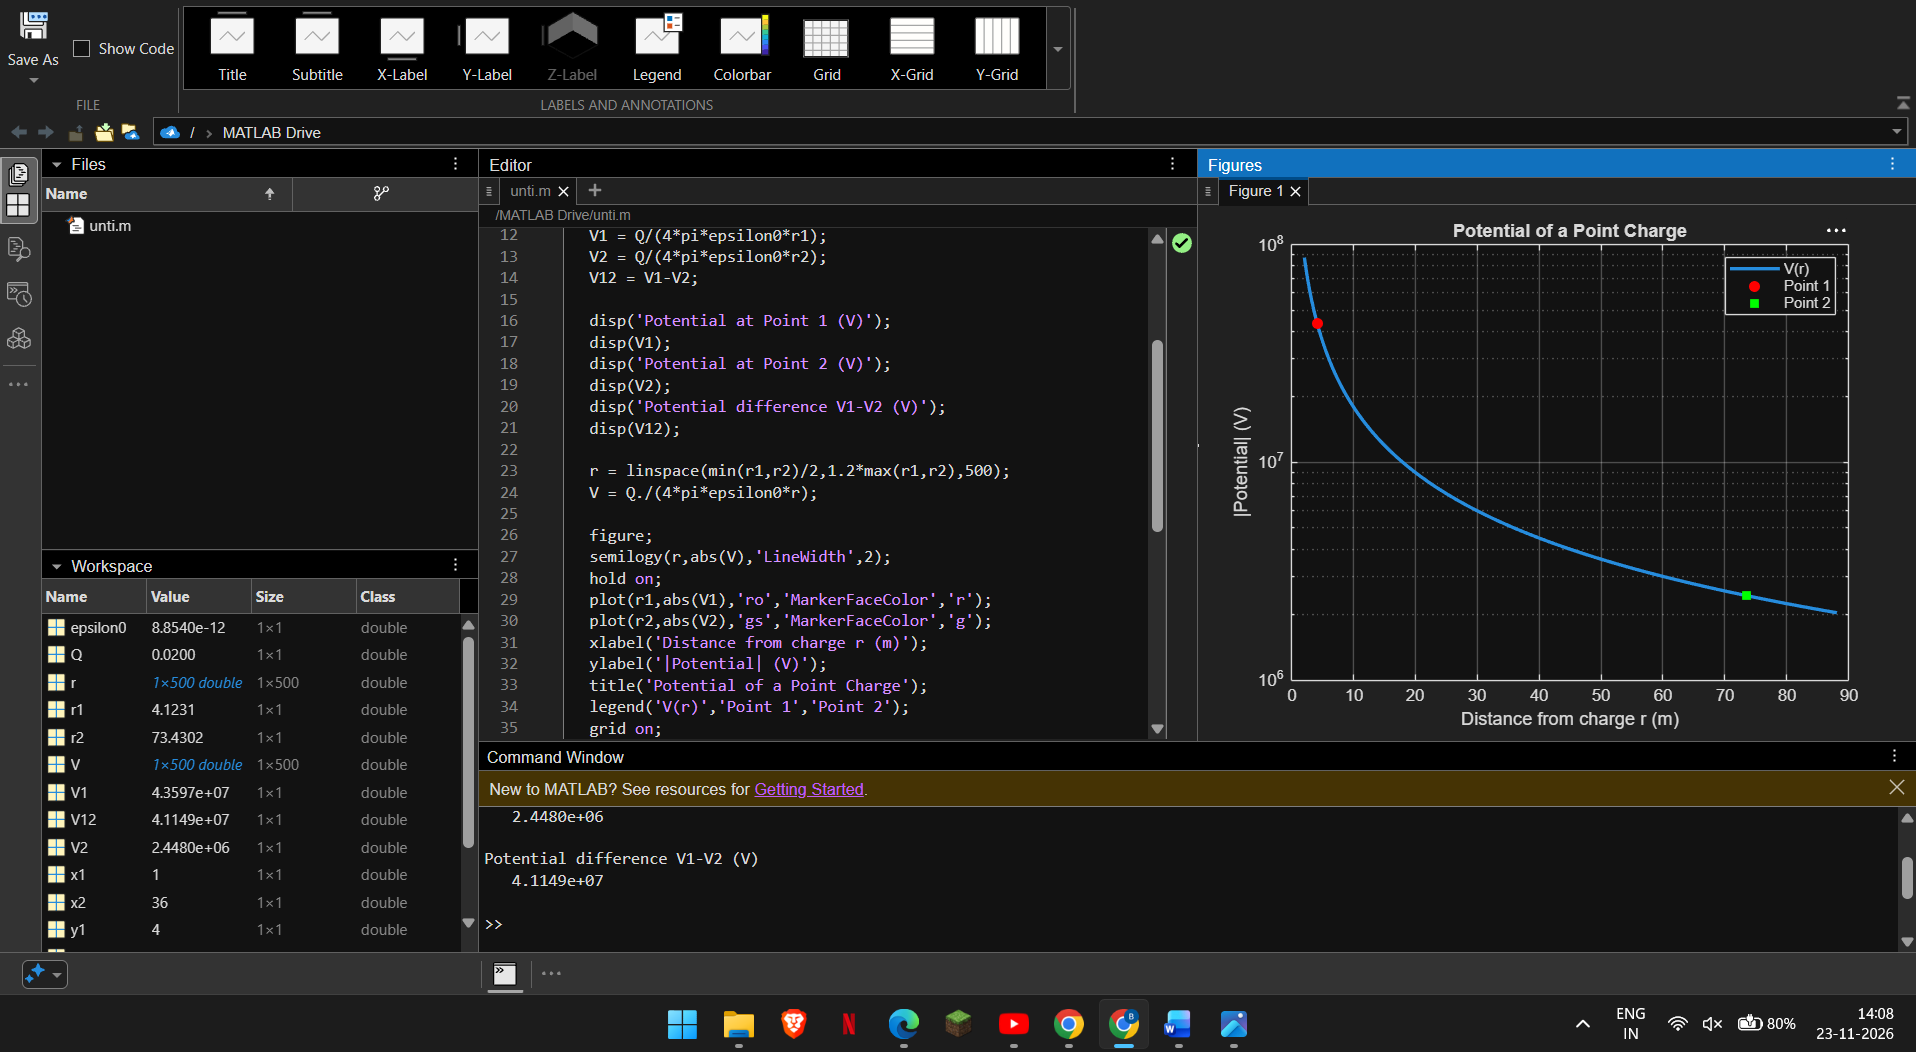 Save As
Show Code
Title
Subtitle
X-Label
Y-Label
Z-Label
Legend
Colorbar
Grid
X-Grid
Y-Grid
FILE
LABELS AND ANNOTATIONS
/ › MATLAB Drive
Files
Name
unti.m
Workspace
Name Value Size Class
epsilon0 8.8540e-12 1×1 double
Q 0.0200 1×1 double
r 1×500 double 1×500 double
r1 4.1231 1×1 double
r2 73.4302 1×1 double
V 1×500 double 1×500 double
V1 4.3597e+07 1×1 double
V12 4.1149e+07 1×1 double
V2 2.4480e+06 1×1 double
x1 1 1×1 double
x2 36 1×1 double
y1 4 1×1 double
Editor
unti.m
/MATLAB Drive/unti.m
12 V1 = Q/(4*pi*epsilon0*r1);
13 V2 = Q/(4*pi*epsilon0*r2);
14 V12 = V1-V2;
15
16 disp('Potential at Point 1 (V)');
17 disp(V1);
18 disp('Potential at Point 2 (V)');
19 disp(V2);
20 disp('Potential difference V1-V2 (V)');
21 disp(V12);
22
23 r = linspace(min(r1,r2)/2,1.2*max(r1,r2),500);
24 V = Q./(4*pi*epsilon0*r);
25
26 figure;
27 semilogy(r,abs(V),'LineWidth',2);
28 hold on;
29 plot(r1,abs(V1),'ro','MarkerFaceColor','r');
30 plot(r2,abs(V2),'gs','MarkerFaceColor','g');
31 xlabel('Distance from charge r (m)');
32 ylabel('|Potential| (V)');
33 title('Potential of a Point Charge');
34 legend('V(r)','Point 1','Point 2');
35 grid on;
Figures
Figure 1
Potential of a Point Charge
V(r)
Point 1
Point 2
10^8
10^7
10^6
|Potential| (V)
0 10 20 30 40 50 60 70 80 90
Distance from charge r (m)
Command Window
New to MATLAB? See resources for Getting Started.
2.4480e+06
Potential difference V1-V2 (V)
4.1149e+07
>>
ENG
IN
80%
14:08
23-11-2026